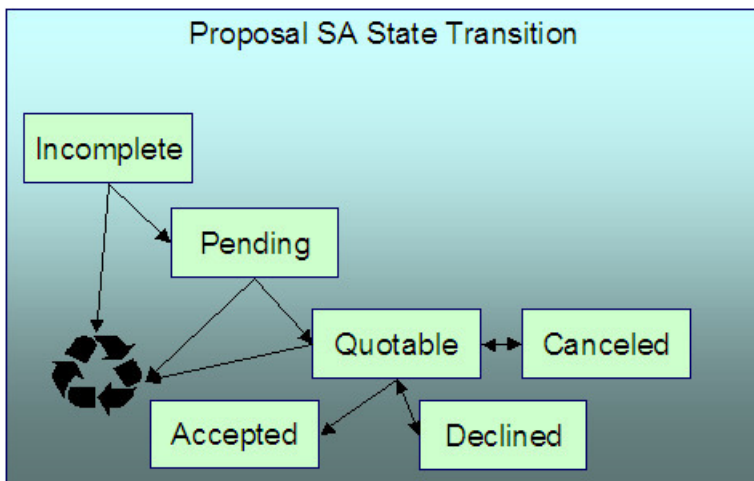 Proposal SA State Transition
Incomplete
Pending
Quotable
Canceled
Accepted
Declined